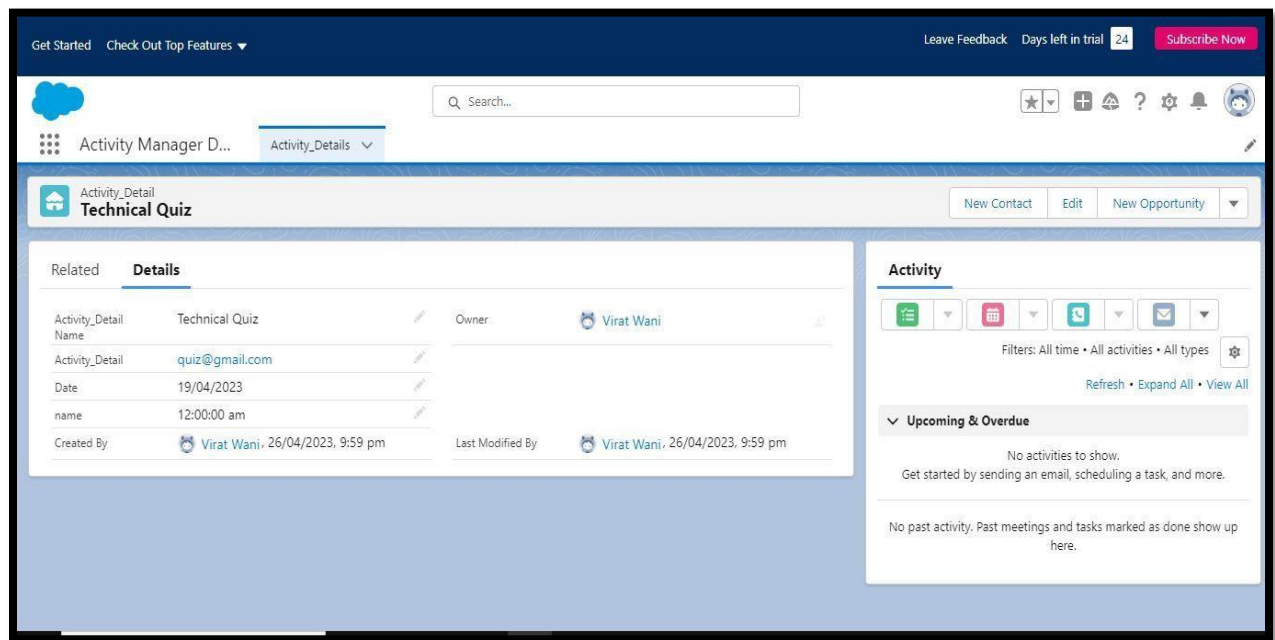 Get Started Check Out Top Features Leave Feedback Days left in trial 24 Subscribe Now
Search...
Activity Manager D... Activity_Details
Activity_Detail
Technical Quiz
New Contact Edit New Opportunity
Related Details
Activity_Detail Name Technical Quiz Owner Virat Wani
Activity_Detail quiz@gmail.com
Date 19/04/2023
name 12:00:00 am
Created By Virat Wani, 26/04/2023, 9:59 pm Last Modified By Virat Wani, 26/04/2023, 9:59 pm
Activity
Filters: All time • All activities • All types
Refresh • Expand All • View All
Upcoming & Overdue
No activities to show.
Get started by sending an email, scheduling a task, and more.
No past activity. Past meetings and tasks marked as done show up
here.